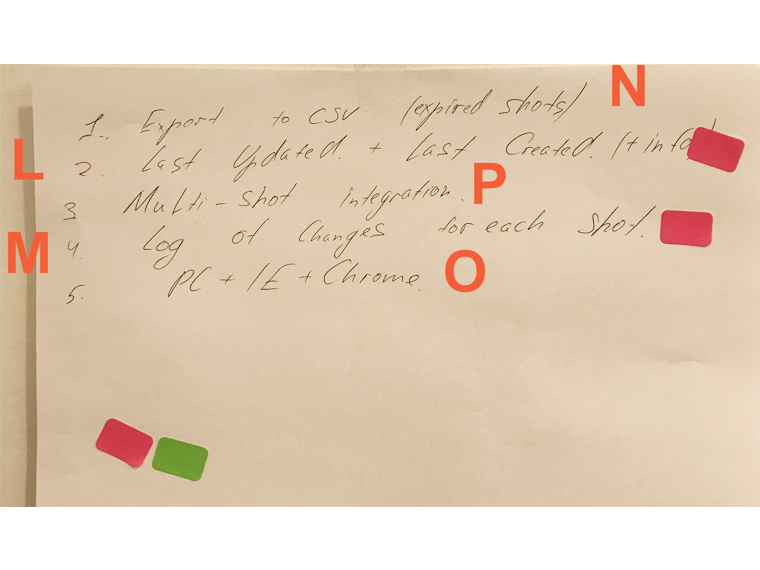 N
1. Export to CSV (expired shots)
L
2. Last Updated. + Last Created. (+ info
3 Multi-shot integration.
P
M
4. Log of Changes for each shot.
5. PC + IE + Chrome.
O